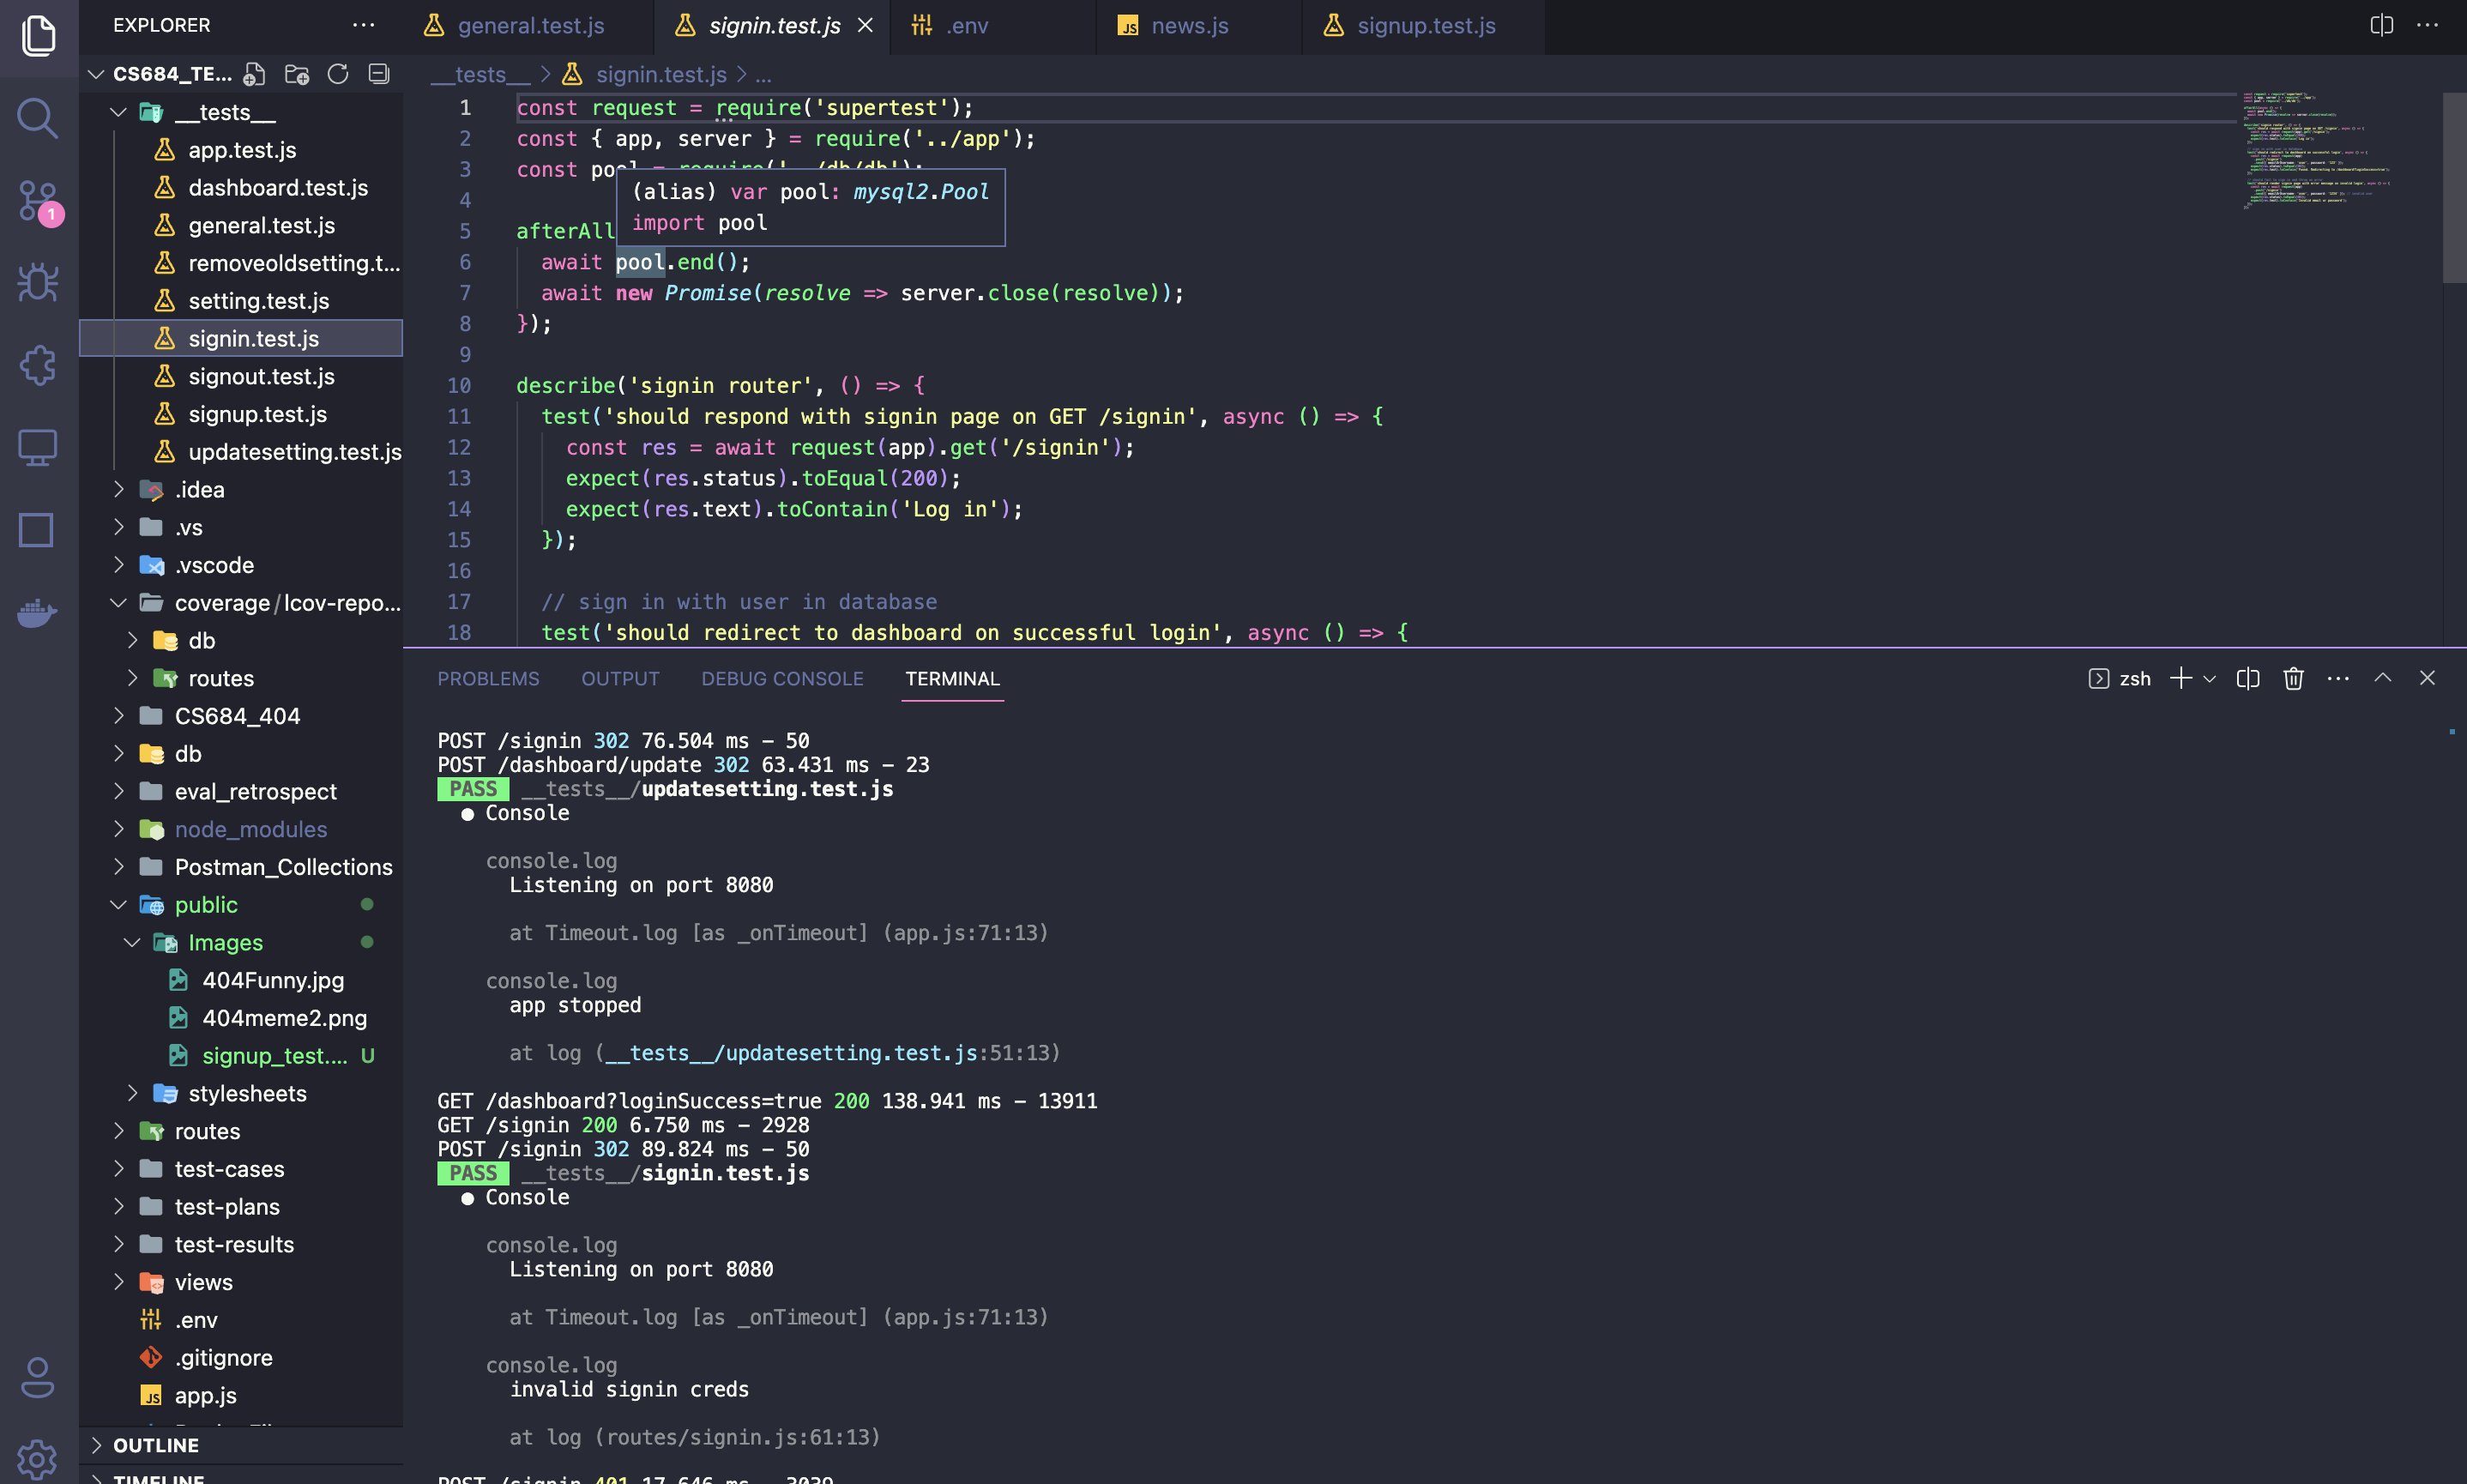 EXPLORER
general.test.js
signin.test.js
.env
JS news.js
signup.test.js
CS684_TE...
__tests__
app.test.js
dashboard.test.js
general.test.js
removeoldsetting.t...
setting.test.js
signin.test.js
signout.test.js
signup.test.js
updatesetting.test.js
.idea
.vs
.vscode
coverage/lcov-repo...
db
routes
CS684_404
db
eval_retrospect
node_modules
Postman_Collections
public
Images
404Funny.jpg
404meme2.png
signup_test.... U
stylesheets
routes
test-cases
test-plans
test-results
views
.env
.gitignore
JS app.js
OUTLINE
TIMELINE
1
__tests__ > signin.test.js > ...
1 const request = require('supertest');
2 const { app, server } = require('../app');
3 const pool = require('../db/db');
(alias) var pool: mysql2.Pool
import pool
4
5 afterAll
6 await pool.end();
7 await new Promise(resolve => server.close(resolve));
8 });
9
10 describe('signin router', () => {
11 test('should respond with signin page on GET /signin', async () => {
12 const res = await request(app).get('/signin');
13 expect(res.status).toEqual(200);
14 expect(res.text).toContain('Log in');
15 });
16
17 // sign in with user in database
18 test('should redirect to dashboard on successful login', async () => {
PROBLEMS OUTPUT DEBUG CONSOLE TERMINAL
zsh
POST /signin 302 76.504 ms - 50
POST /dashboard/update 302 63.431 ms - 23
PASS __tests__/updatesetting.test.js
● Console
console.log
Listening on port 8080
at Timeout.log [as _onTimeout] (app.js:71:13)
console.log
app stopped
at log (__tests__/updatesetting.test.js:51:13)
GET /dashboard?loginSuccess=true 200 138.941 ms - 13911
GET /signin 200 6.750 ms - 2928
POST /signin 302 89.824 ms - 50
PASS __tests__/signin.test.js
● Console
console.log
Listening on port 8080
at Timeout.log [as _onTimeout] (app.js:71:13)
console.log
invalid signin creds
at log (routes/signin.js:61:13)
POST /signin 401 17.646 ms - 3039